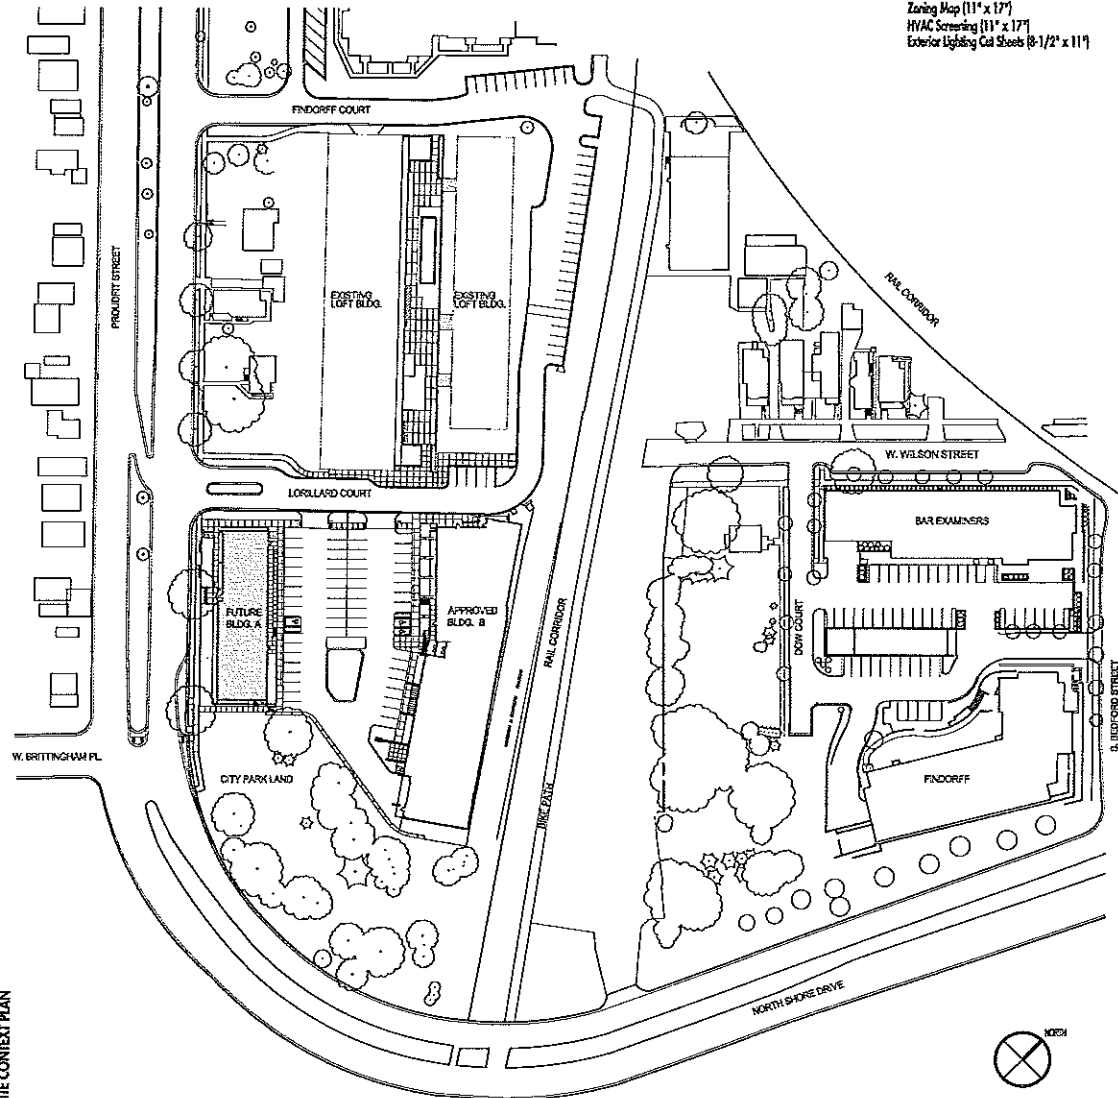 Zoning Map (11" x 17")
HVAC Screening (11" x 17")
Exterior Lighting Cut Sheets (8-1/2" x 11")
FINDORFF COURT
PROUDFIT STREET
EXISTING
LOFT BLDG.
EXISTING
LOFT BLDG.
RAIL CORRIDOR
W. WILSON STREET
LORILLARD COURT
BAR EXAMINERS
FUTURE
BLDG. A
APPROVED
BLDG. B
RAIL CORRIDOR
DOW COURT
S. BEDFORD STREET
W. BRITTINGHAM PL.
CITY PARK LAND
FINDORFF
BIKE PATH
NORTH SHORE DRIVE
NORTH
CONTEXT PLAN